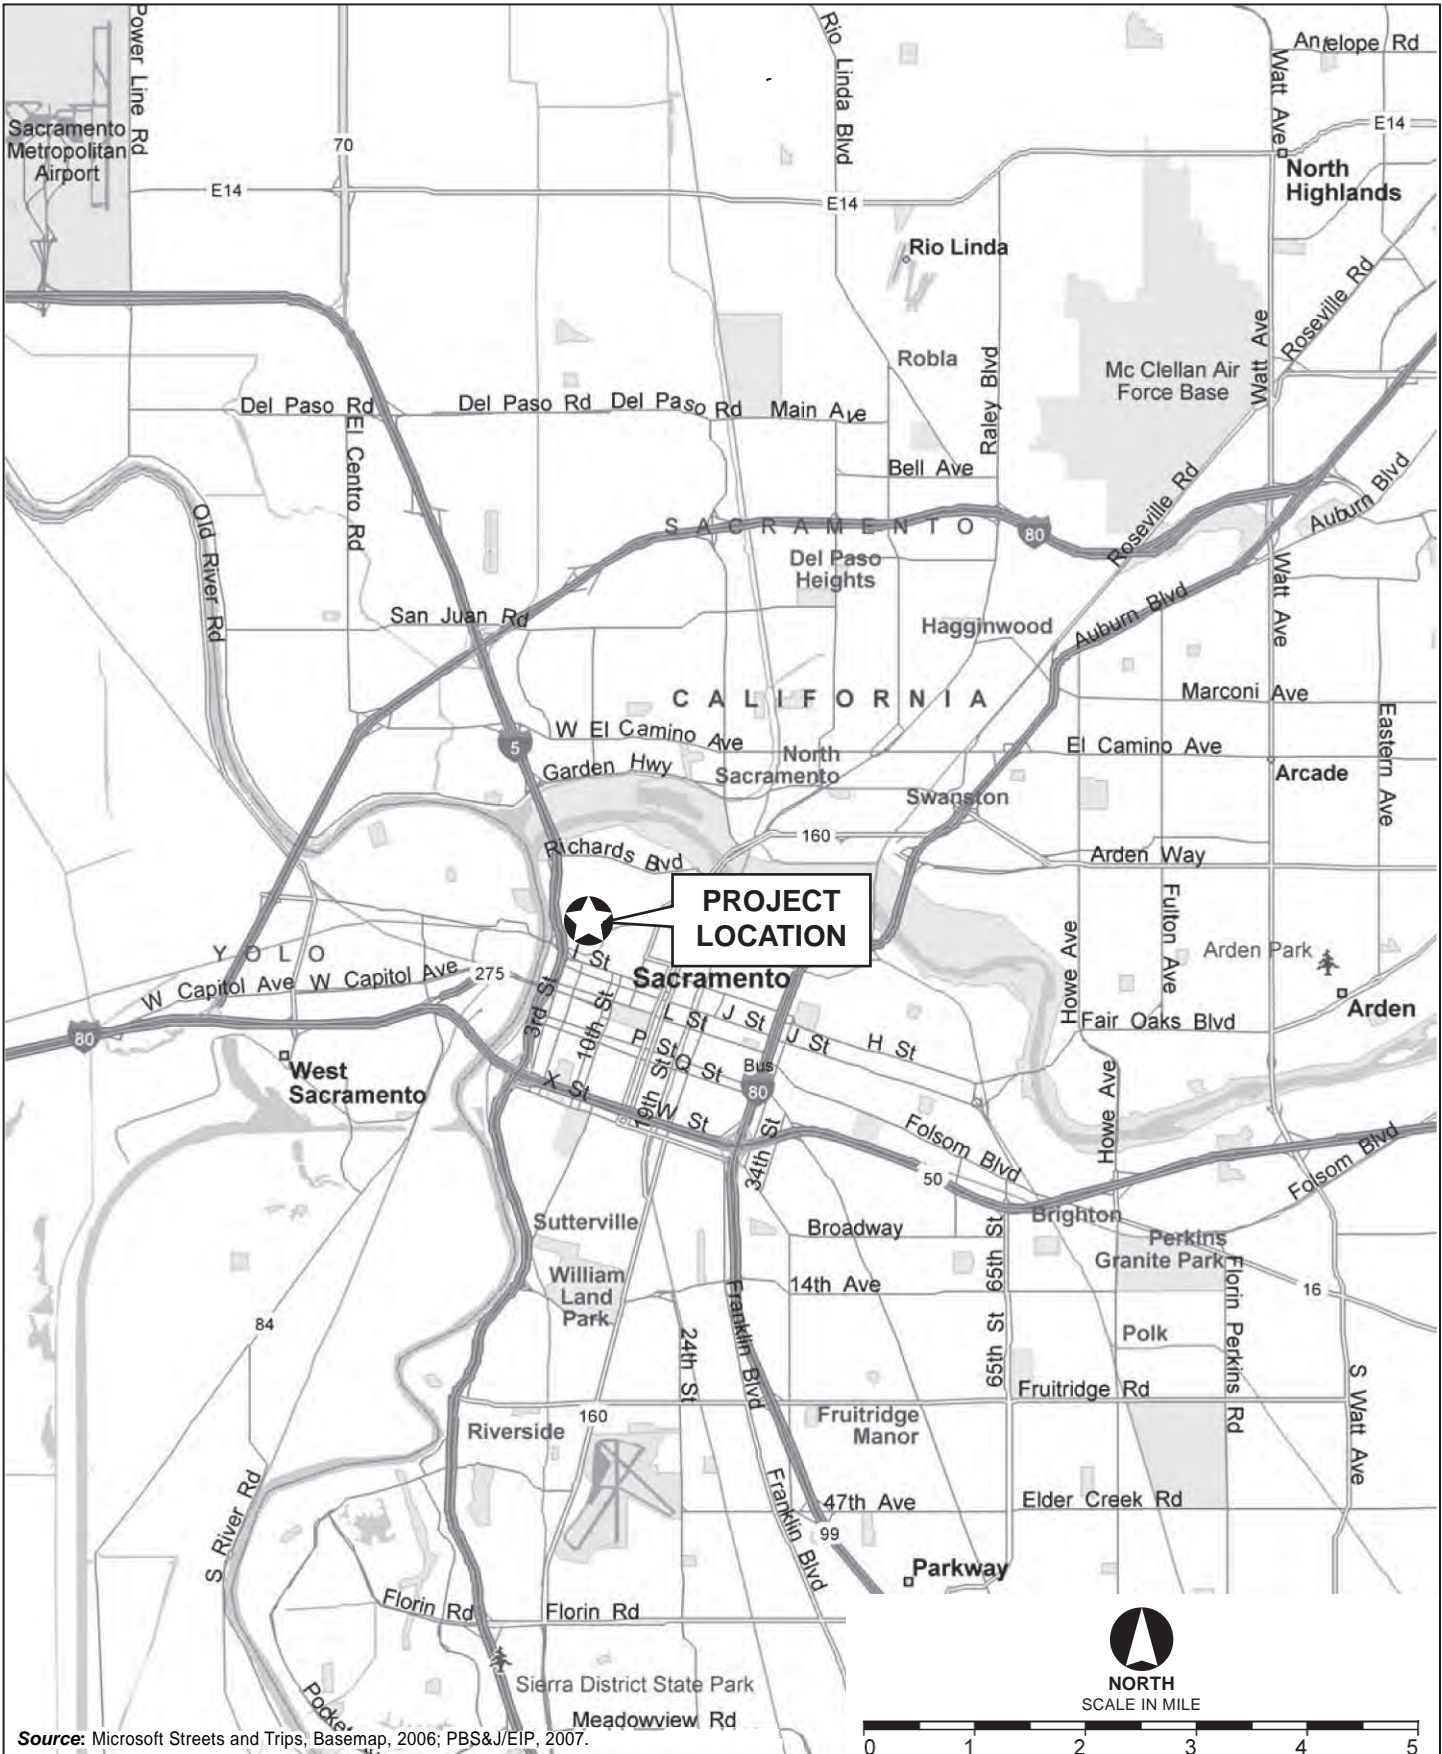 Power Line Rd
Rio Linda Blvd
Watt Ave
Antelope Rd
Sacramento
Metropolitan
Airport
70
E14
E14
E14
North
Highlands
Rio Linda
Roseville Rd
Robla
Raley Blvd
Mc Clellan Air
Force Base
Watt Ave
Del Paso Rd
Del Paso Rd
Del Paso Rd
Main Ave
El Centro Rd
Bell Ave
Roseville Rd
Auburn Blvd
Old River Rd
SACRAMENTO
80
Del Paso
Heights
Watt Ave
San Juan Rd
Hagginwood
Auburn Blvd
CALIFORNIA
Marconi Ave
Eastern Ave
5
W El Camino Ave
North
Sacramento
El Camino Ave
Garden Hwy
Arcade
Swanston
160
Richards Bvd
Arden Way
PROJECT
LOCATION
Fulton Ave
Howe Ave
Arden Park
YOLO
I St
W Capitol Ave
W Capitol Ave
275
Sacramento
Arden
3rd St
10th St
L St
J St
J St
H St
Fair Oaks Blvd
80
P St
Q St
Bus
80
West
Sacramento
X St
19th St
W St
34th St
Howe Ave
Folsom Blvd
Folsom Blvd
50
Sutterville
Broadway
65th St
Brighton
Perkins
Granite Park
William
Land
Park
14th Ave
16
84
24th St
Franklin Blvd
65th St
Polk
Florin Perkins Rd
Fruitridge Rd
S Watt Ave
Riverside
160
Fruitridge
Manor
S River Rd
Franklin Blvd
47th Ave
Elder Creek Rd
99
Parkway
Florin Rd
Florin Rd
Sierra District State Park
Meadowview Rd
NORTH
SCALE IN MILE
0 1 2 3 4 5
Source: Microsoft Streets and Trips, Basemap, 2006; PBS&J/EIP, 2007.